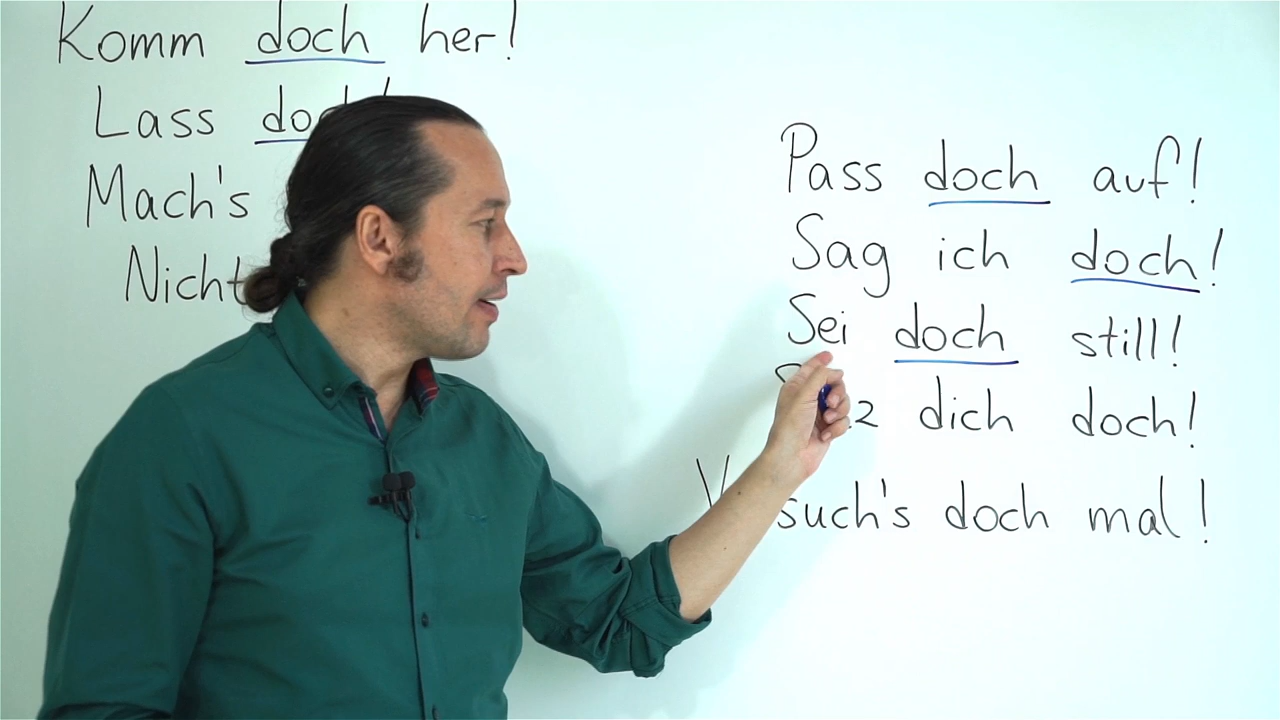 Komm doch her!
Lass
Mach's
Nicht
Pass doch auf!
Sag ich doch!
Sei doch still!
dich doch!
doch mal!